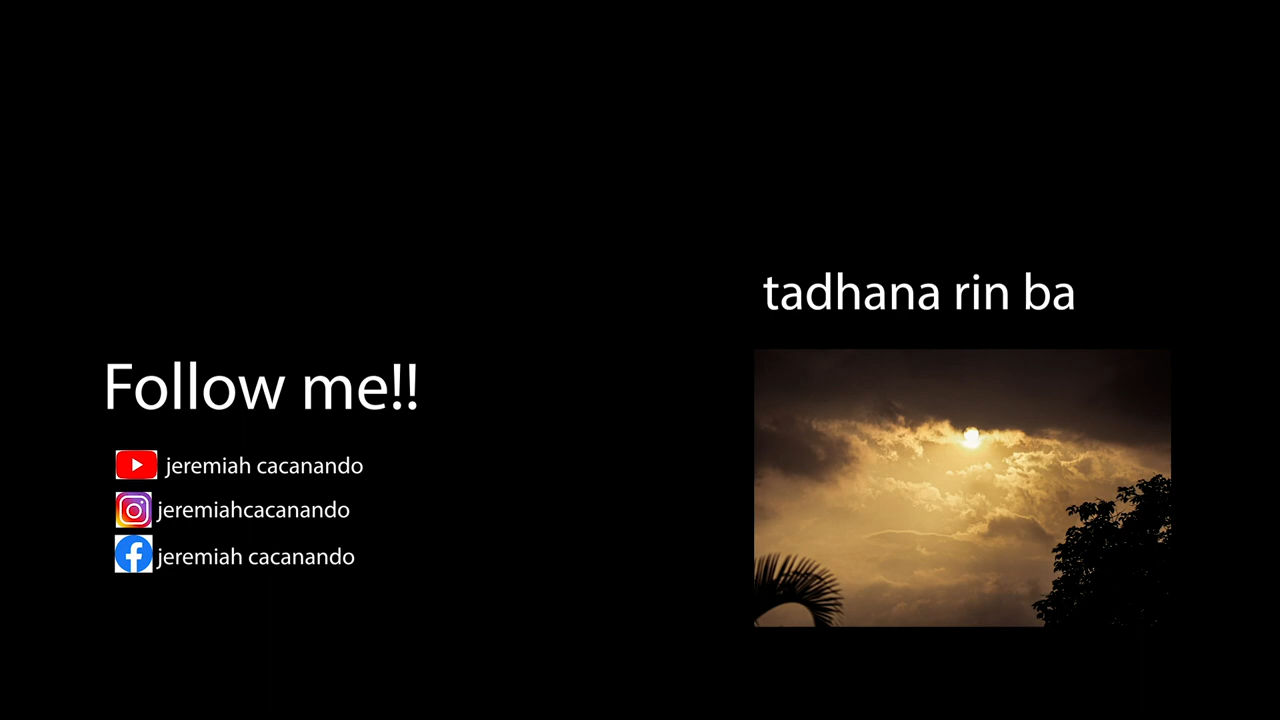 tadhana rin ba
Follow me!!
jeremiah cacanando
jeremiahcacanando
jeremiah cacanando